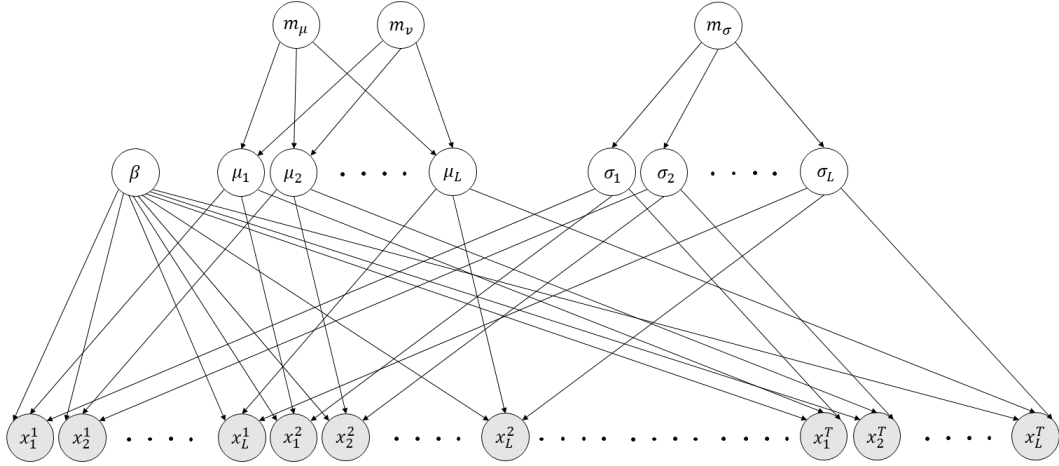 m_μ m_ν m_σ
β μ_1 μ_2 . . . . μ_L σ_1 σ_2 . . . . σ_L
x_1^1 x_2^1 . . . . x_L^1 x_1^2 x_2^2 . . . . x_L^2 . . . . . . . . . . x_1^T x_2^T . . . . x_L^T